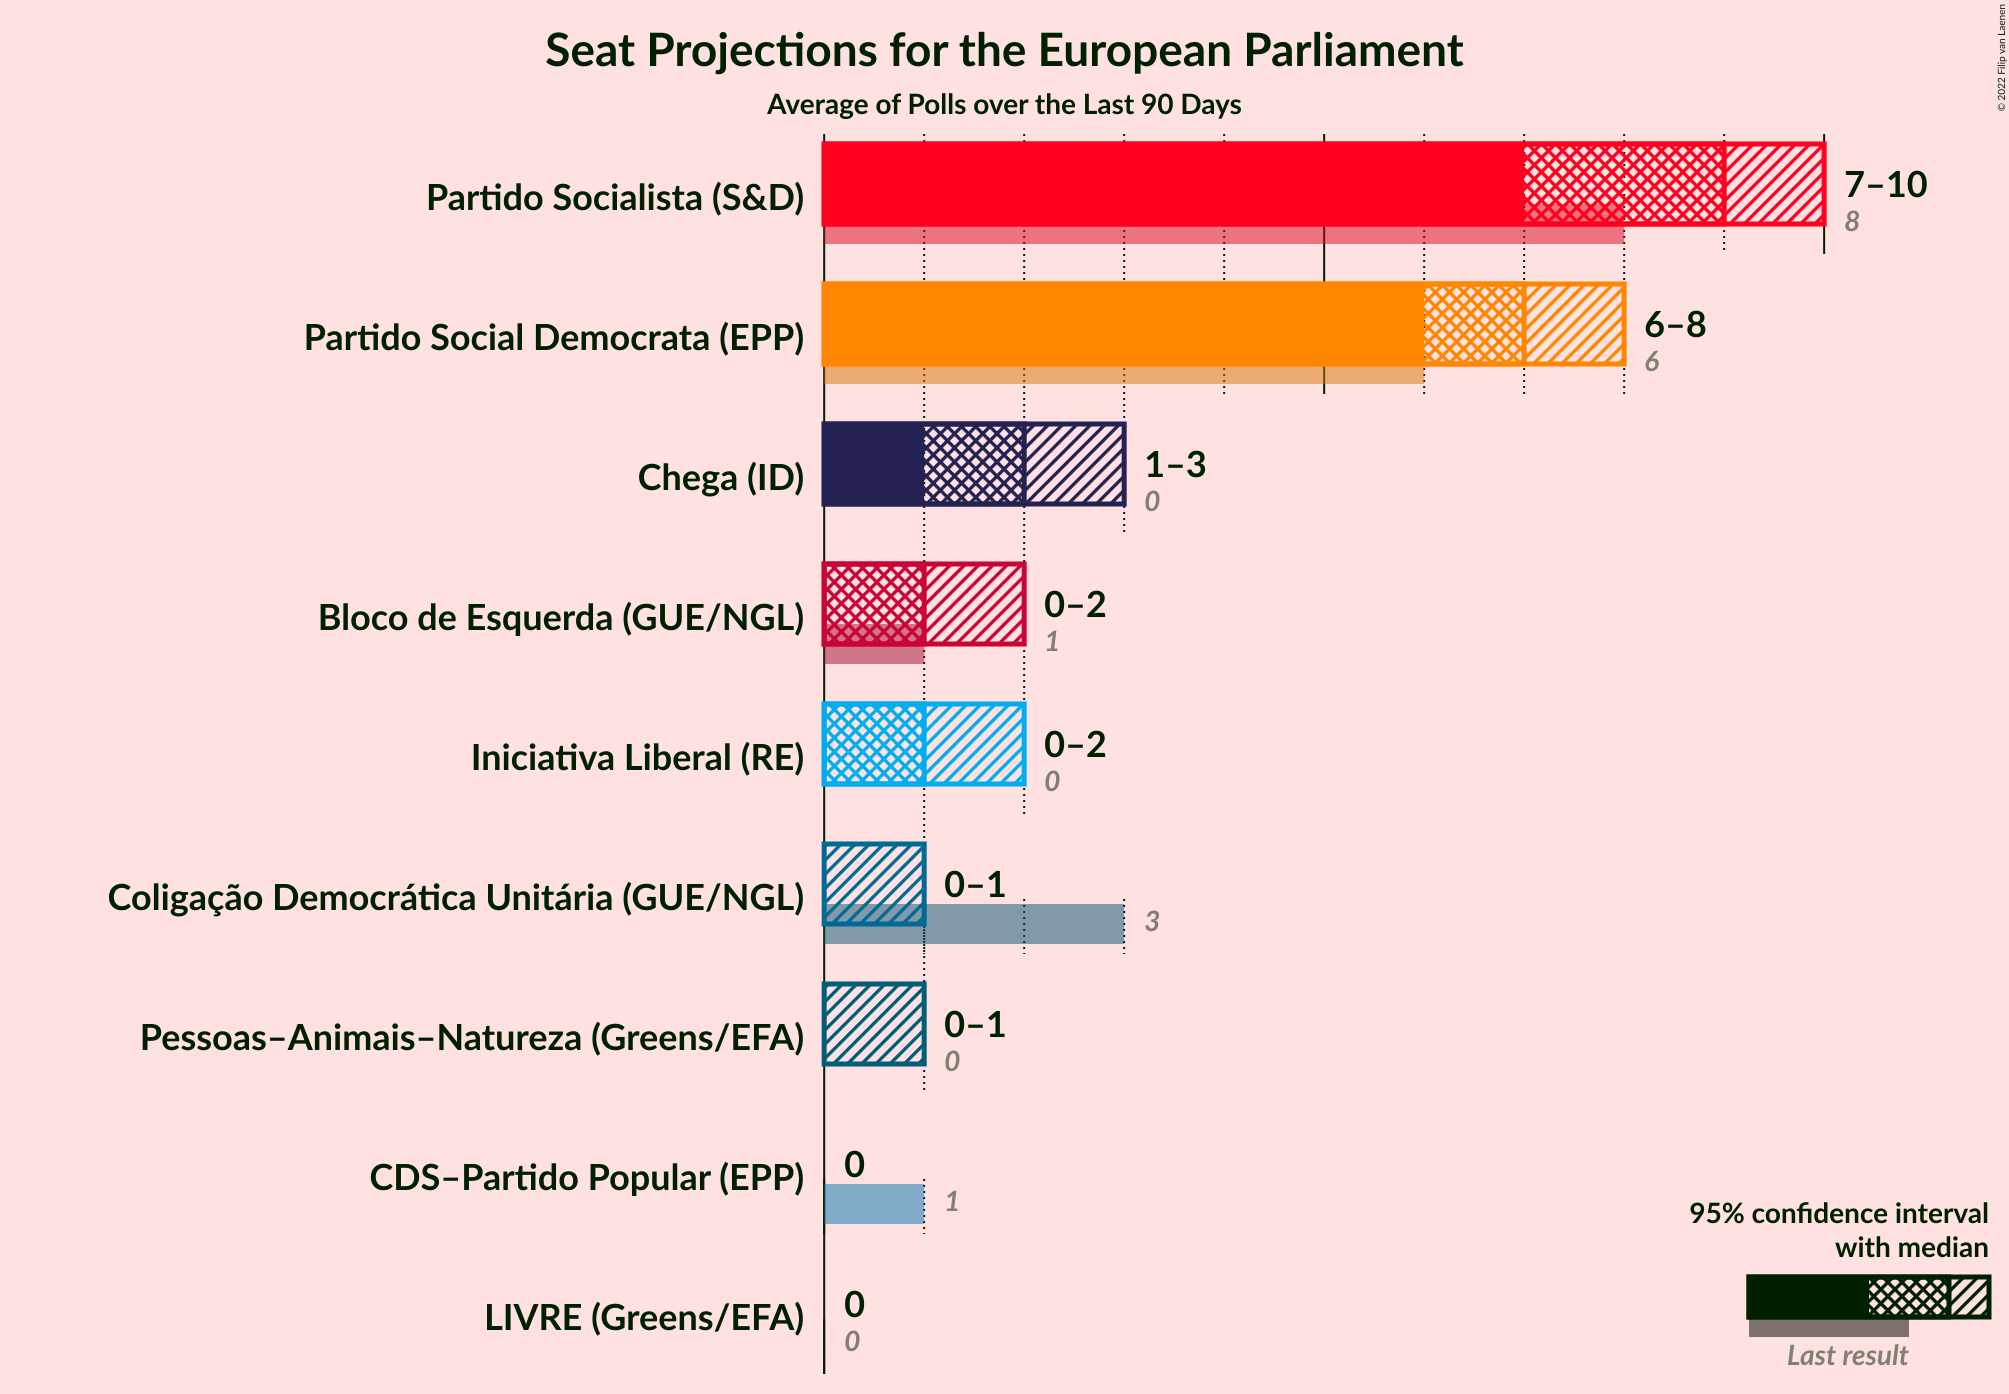 Seat Projections for the European Parliament
Average of Polls over the Last 90 Days
© 2022 Filip van Laenen
Partido Socialista (S&D)
7–10
8
Partido Social Democrata (EPP)
6–8
6
Chega (ID)
1–3
0
Bloco de Esquerda (GUE/NGL)
0–2
1
Iniciativa Liberal (RE)
0–2
0
Coligação Democrática Unitária (GUE/NGL)
0–1
3
Pessoas–Animais–Natureza (Greens/EFA)
0–1
0
CDS–Partido Popular (EPP)
0
1
LIVRE (Greens/EFA)
0
0
95% confidence interval
with median
Last result